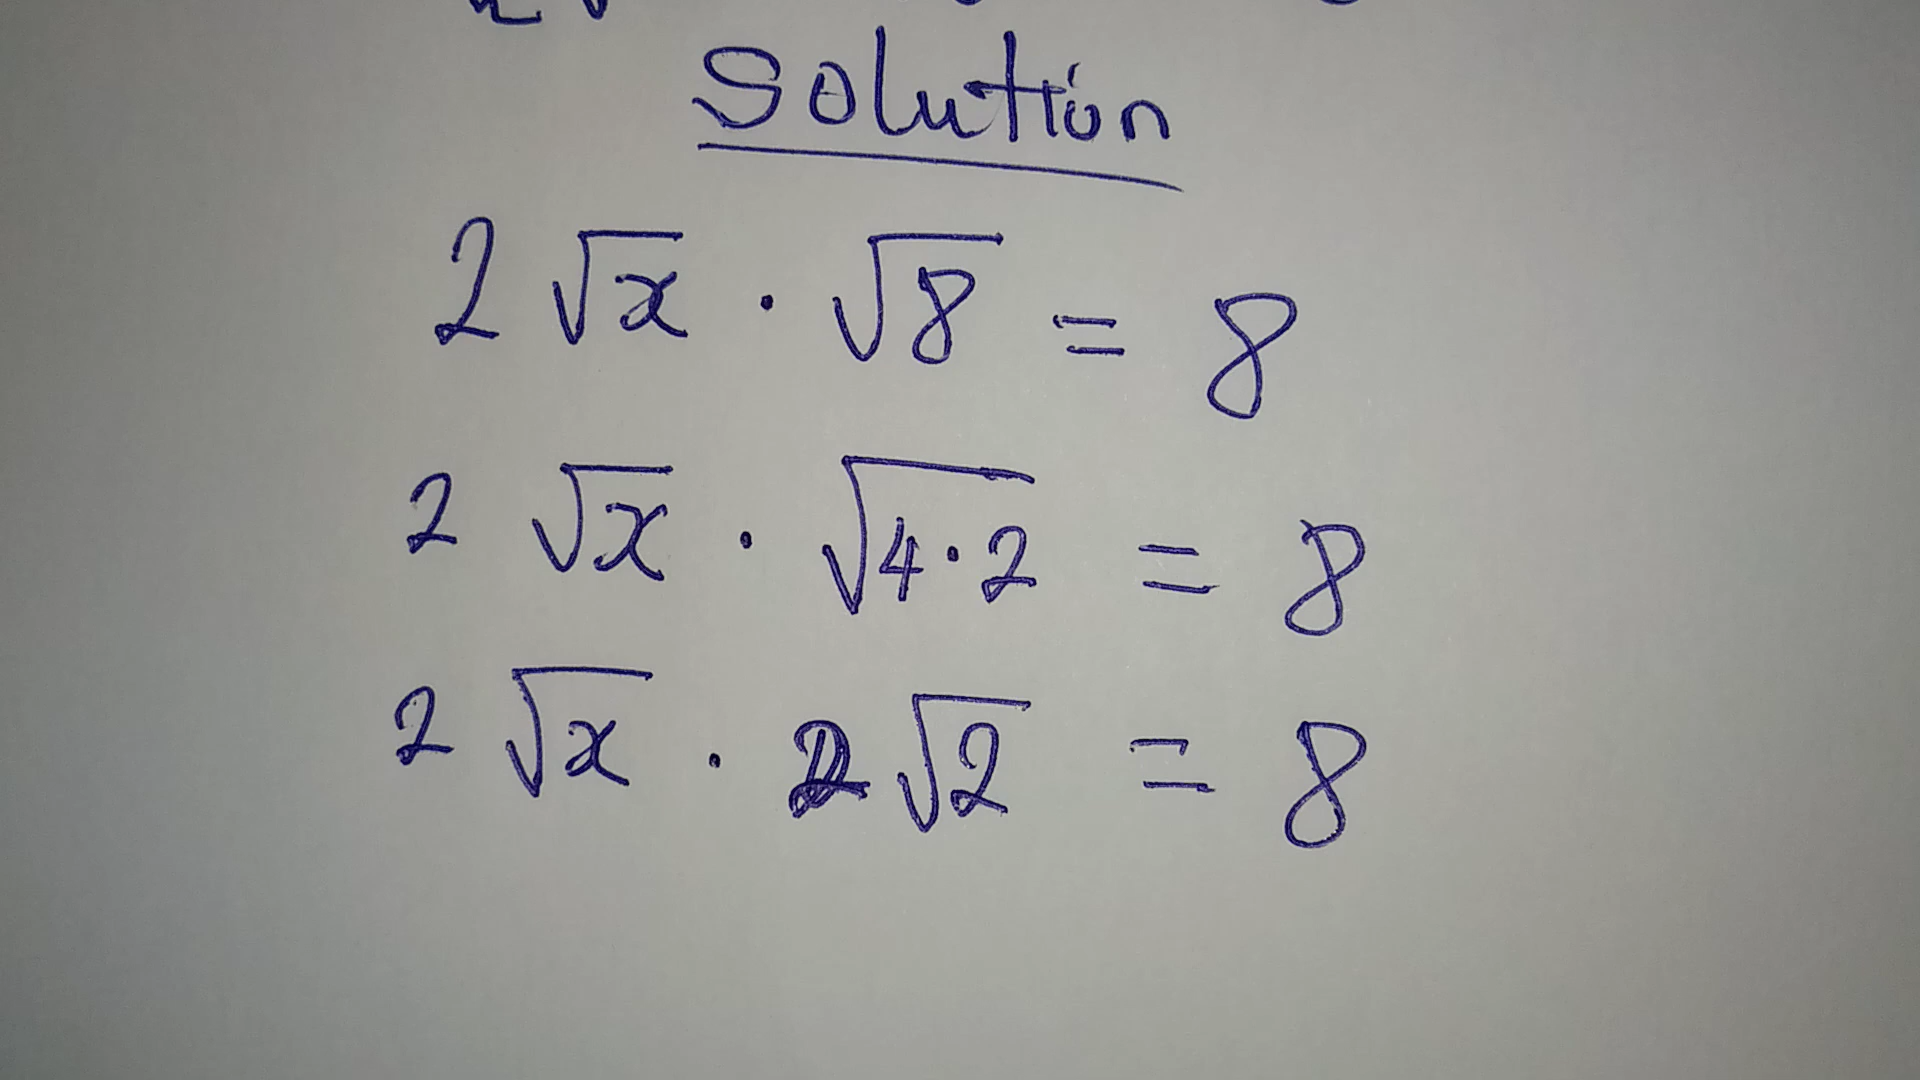 Solution
2 √x · √8 = 8
2 √x · √4·2 = 8
2 √x · 2 √2 = 8